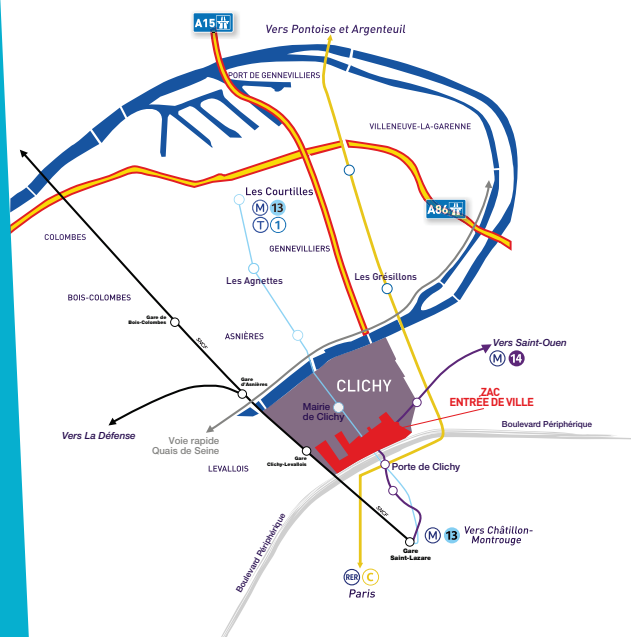 A15
Vers Pontoise et Argenteuil
PORT DE GENNEVILLIERS
VILLENEUVE-LA-GARENNE
Les Courtilles
M 13
T 1
A86
COLOMBES
GENNEVILLIERS
Les Agnettes
Les Grésillons
BOIS-COLOMBES
Gare de
Bois-Colombes
SNCF
ASNIÈRES
Vers Saint-Ouen
M 14
Gare
d'Asnières
CLICHY
ZAC
ENTRÉE DE VILLE
Mairie
de Clichy
Vers La Défense
Voie rapide
Quais de Seine
Boulevard Périphérique
LEVALLOIS
Gare
Clichy-Levallois
Porte de Clichy
SNCF
Boulevard Périphérique
M 13
Vers Châtillon-
Montrouge
Gare
Saint-Lazare
RER C
Paris